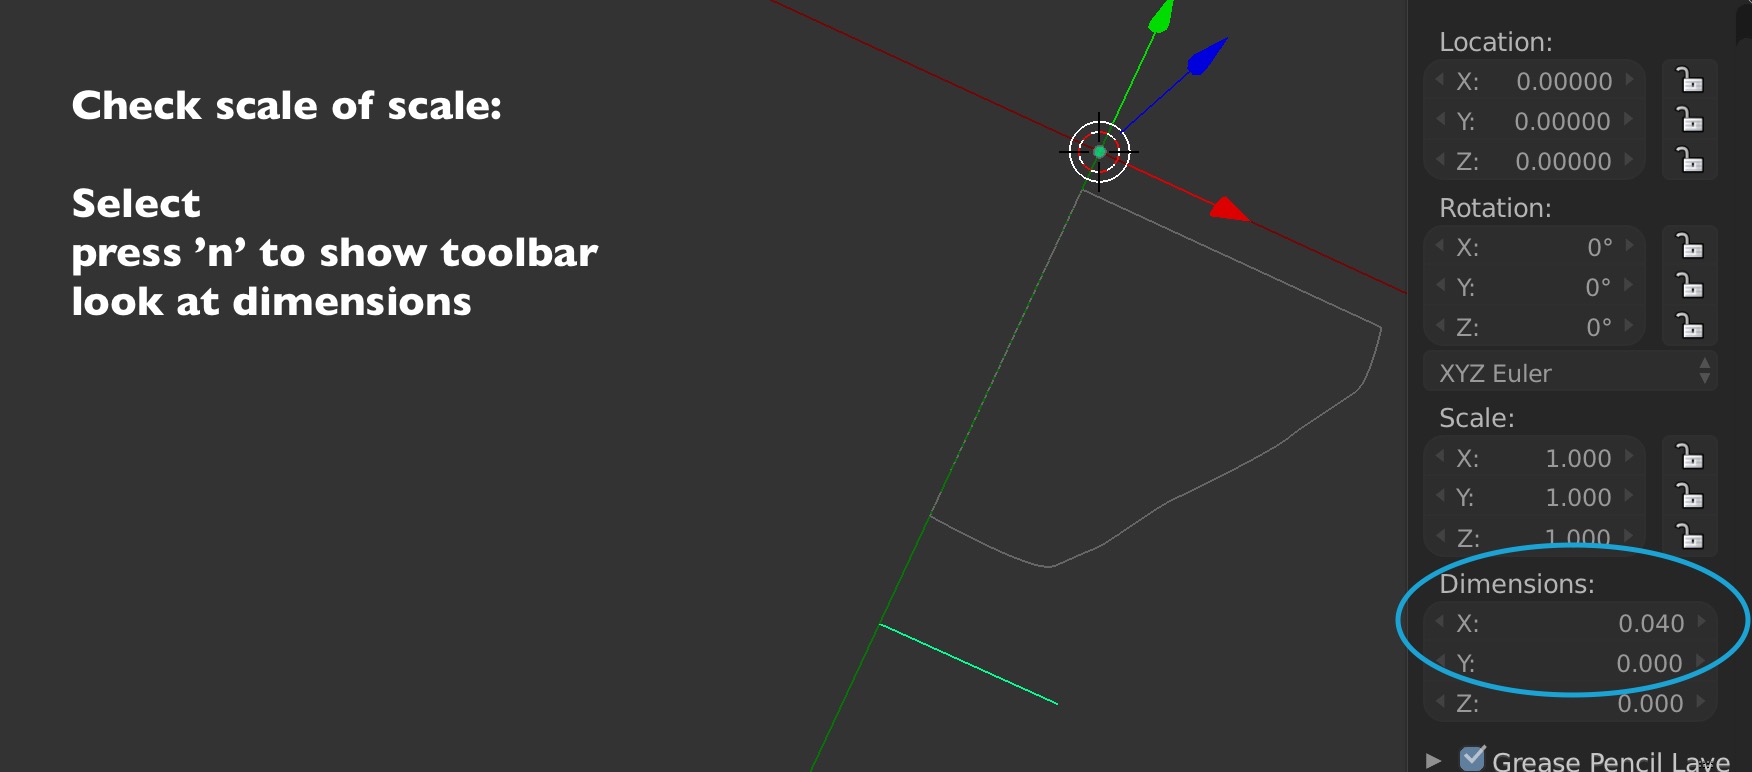 Check scale of scale:
Select
press ’n’ to show toolbar
look at dimensions
Location:
X: 0.00000
Y: 0.00000
Z: 0.00000
Rotation:
X: 0°
Y: 0°
Z: 0°
XYZ Euler
Scale:
X: 1.000
Y: 1.000
Z: 1.000
Dimensions:
X: 0.040
Y: 0.000
Z: 0.000
Grease Pencil Laye